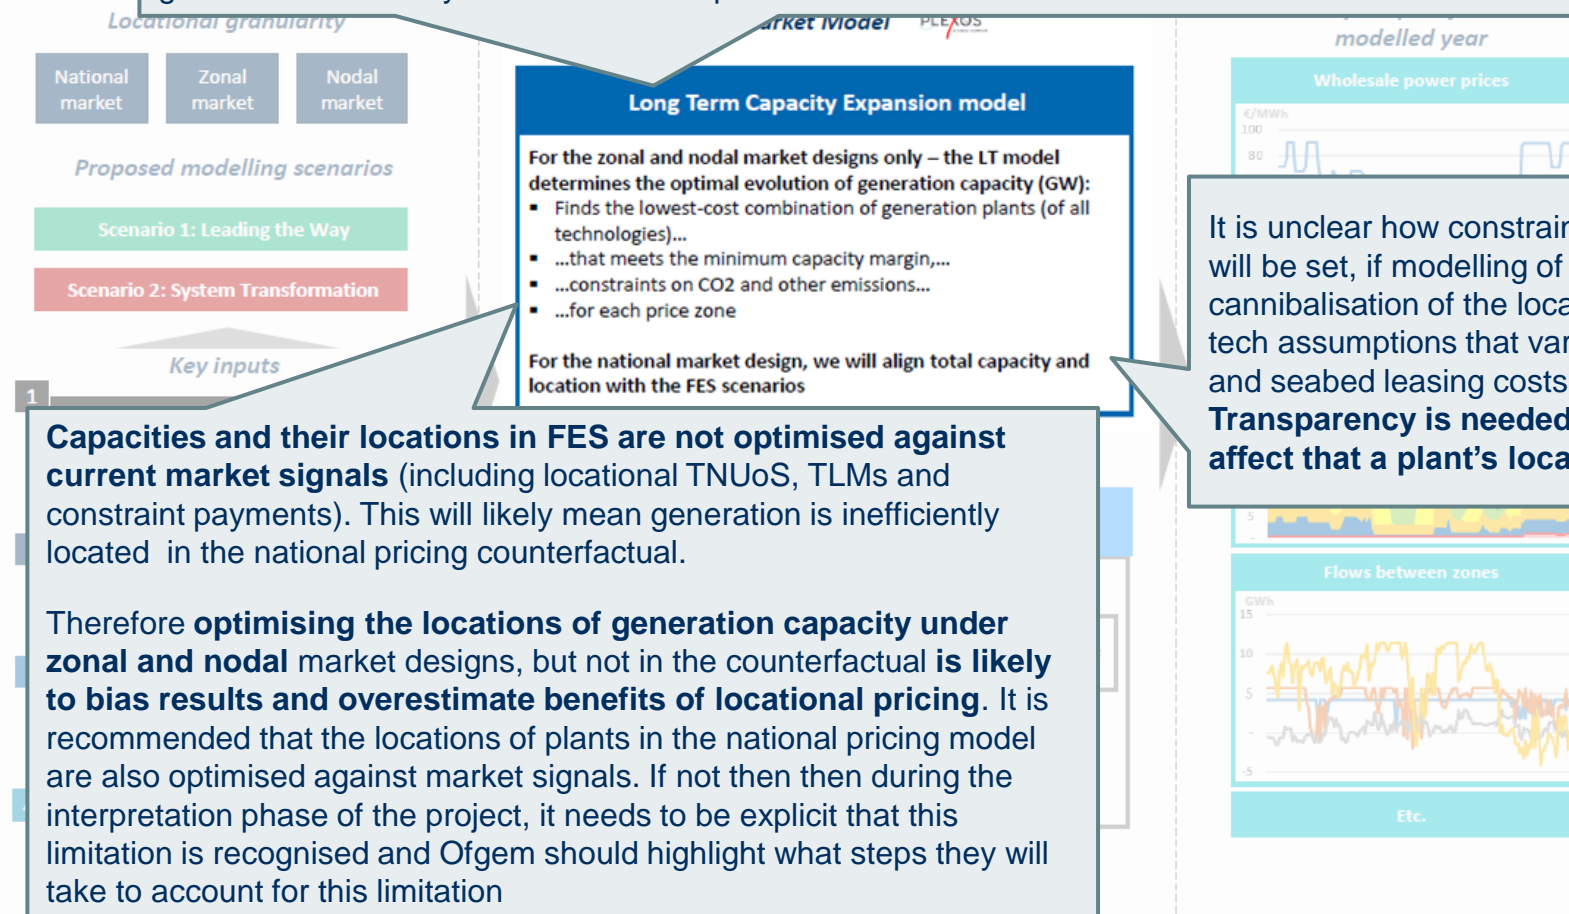 Locational granularity
Market Model
PLEXOS
modelled year
National
market
Zonal
market
Nodal
market
Proposed modelling scenarios
Scenario 1: Leading the Way
Scenario 2: System Transformation
Key inputs
1
Long Term Capacity Expansion model
For the zonal and nodal market designs only – the LT model
determines the optimal evolution of generation capacity (GW):
▪ Finds the lowest-cost combination of generation plants (of all
technologies)...
▪ ...that meets the minimum capacity margin,...
▪ ...constraints on CO2 and other emissions...
▪ ...for each price zone
For the national market design, we will align total capacity and
location with the FES scenarios
Wholesale power prices
€/MWh
100
80
It is unclear how
will be set, if modelling of
cannibalisation of the
tech assumptions that
and seabed leasing costs
Transparency is needed
affect that a plant's
Capacities and their locations in FES are not optimised against
current market signals (including locational TNUoS, TLMs and
constraint payments). This will likely mean generation is inefficiently
located in the national pricing counterfactual.
Therefore optimising the locations of generation capacity under
zonal and nodal market designs, but not in the counterfactual is likely
to bias results and overestimate benefits of locational pricing. It is
recommended that the locations of plants in the national pricing model
are also optimised against market signals. If not then then during the
interpretation phase of the project, it needs to be explicit that this
limitation is recognised and Ofgem should highlight what steps they will
take to account for this limitation
5
-
Flows between zones
GWh
15
10
5
-
-5
Etc.